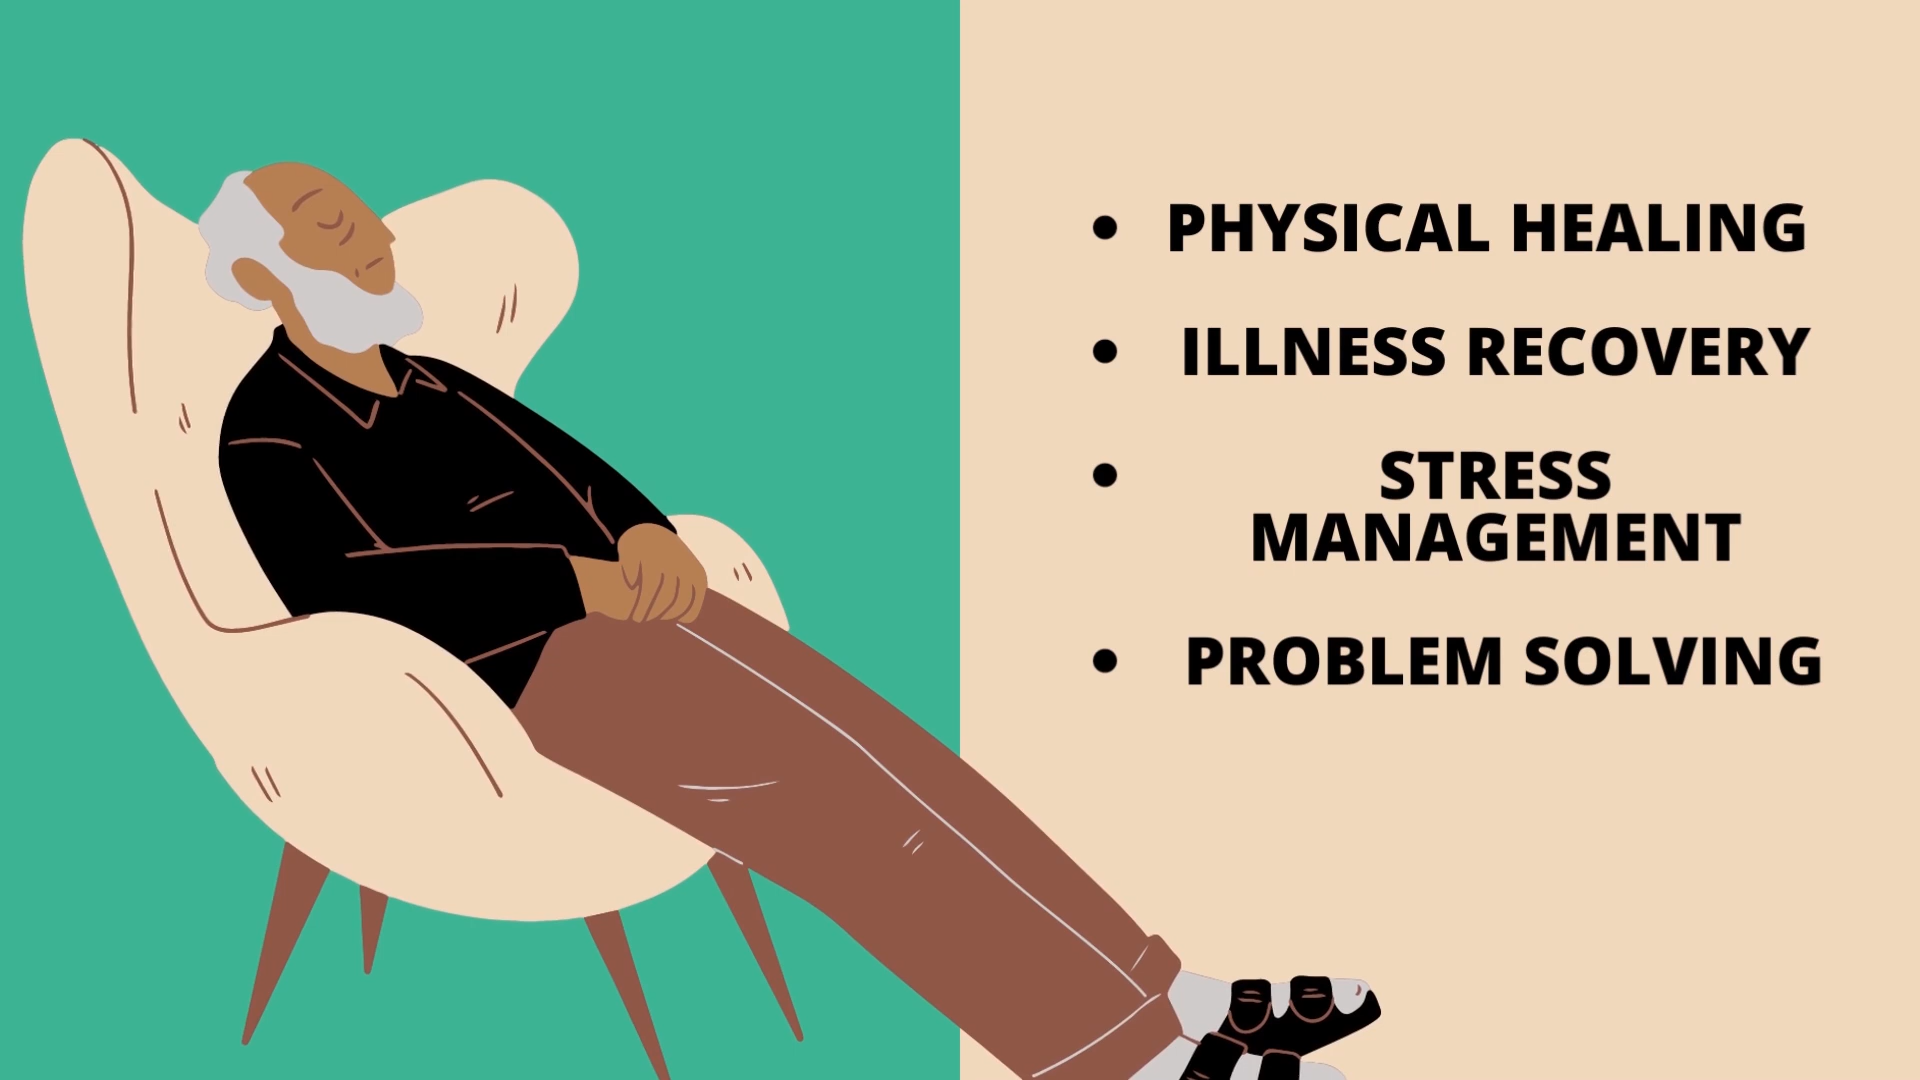 • PHYSICAL HEALING
• ILLNESS RECOVERY
• STRESS
MANAGEMENT
• PROBLEM SOLVING